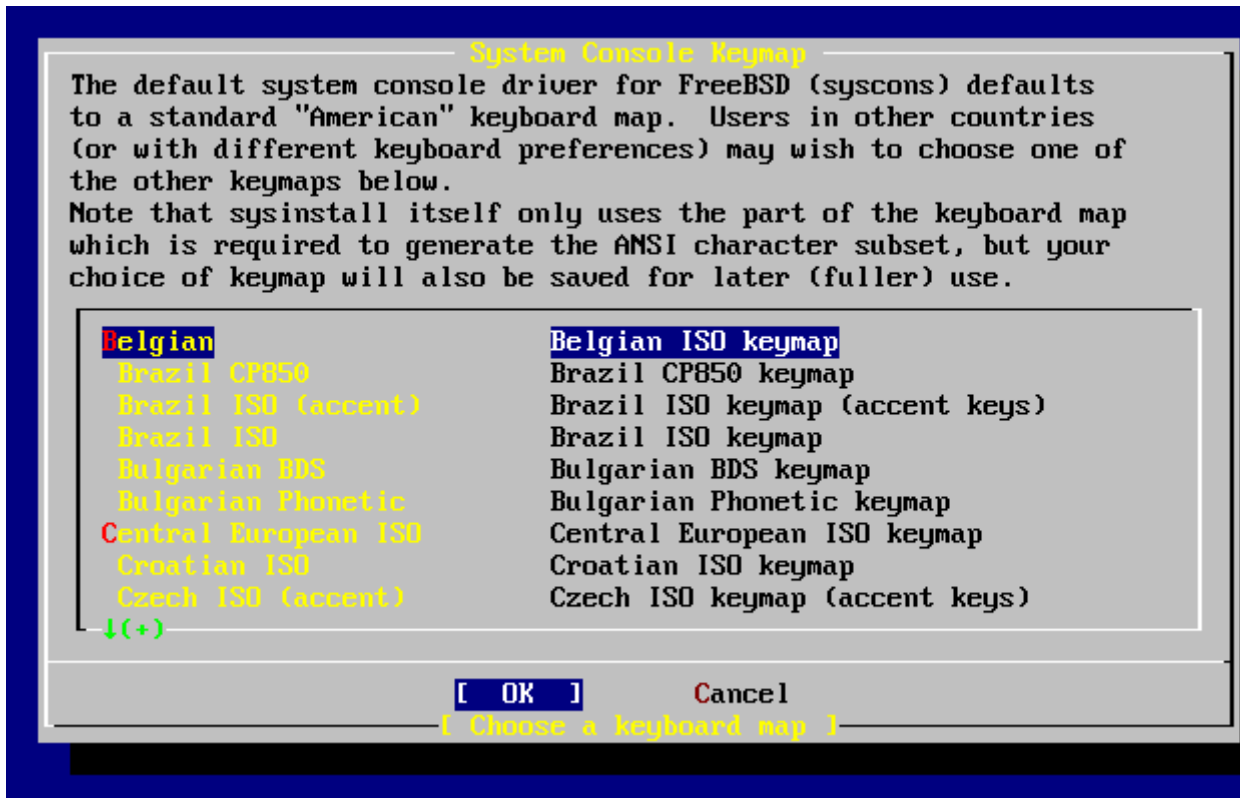 System Console Keymap
The default system console driver for FreeBSD (syscons) defaults
to a standard "American" keyboard map.  Users in other countries
(or with different keyboard preferences) may wish to choose one of
the other keymaps below.
Note that sysinstall itself only uses the part of the keyboard map
which is required to generate the ANSI character subset, but your
choice of keymap will also be saved for later (fuller) use.
Belgian Belgian ISO keymap
Brazil CP850 Brazil CP850 keymap
Brazil ISO (accent) Brazil ISO keymap (accent keys)
Brazil ISO Brazil ISO keymap
Bulgarian BDS Bulgarian BDS keymap
Bulgarian Phonetic Bulgarian Phonetic keymap
Central European ISO Central European ISO keymap
Croatian ISO Croatian ISO keymap
Czech ISO (accent) Czech ISO keymap (accent keys)
↓(+)
[ OK ] Cancel
[ Choose a keyboard map ]